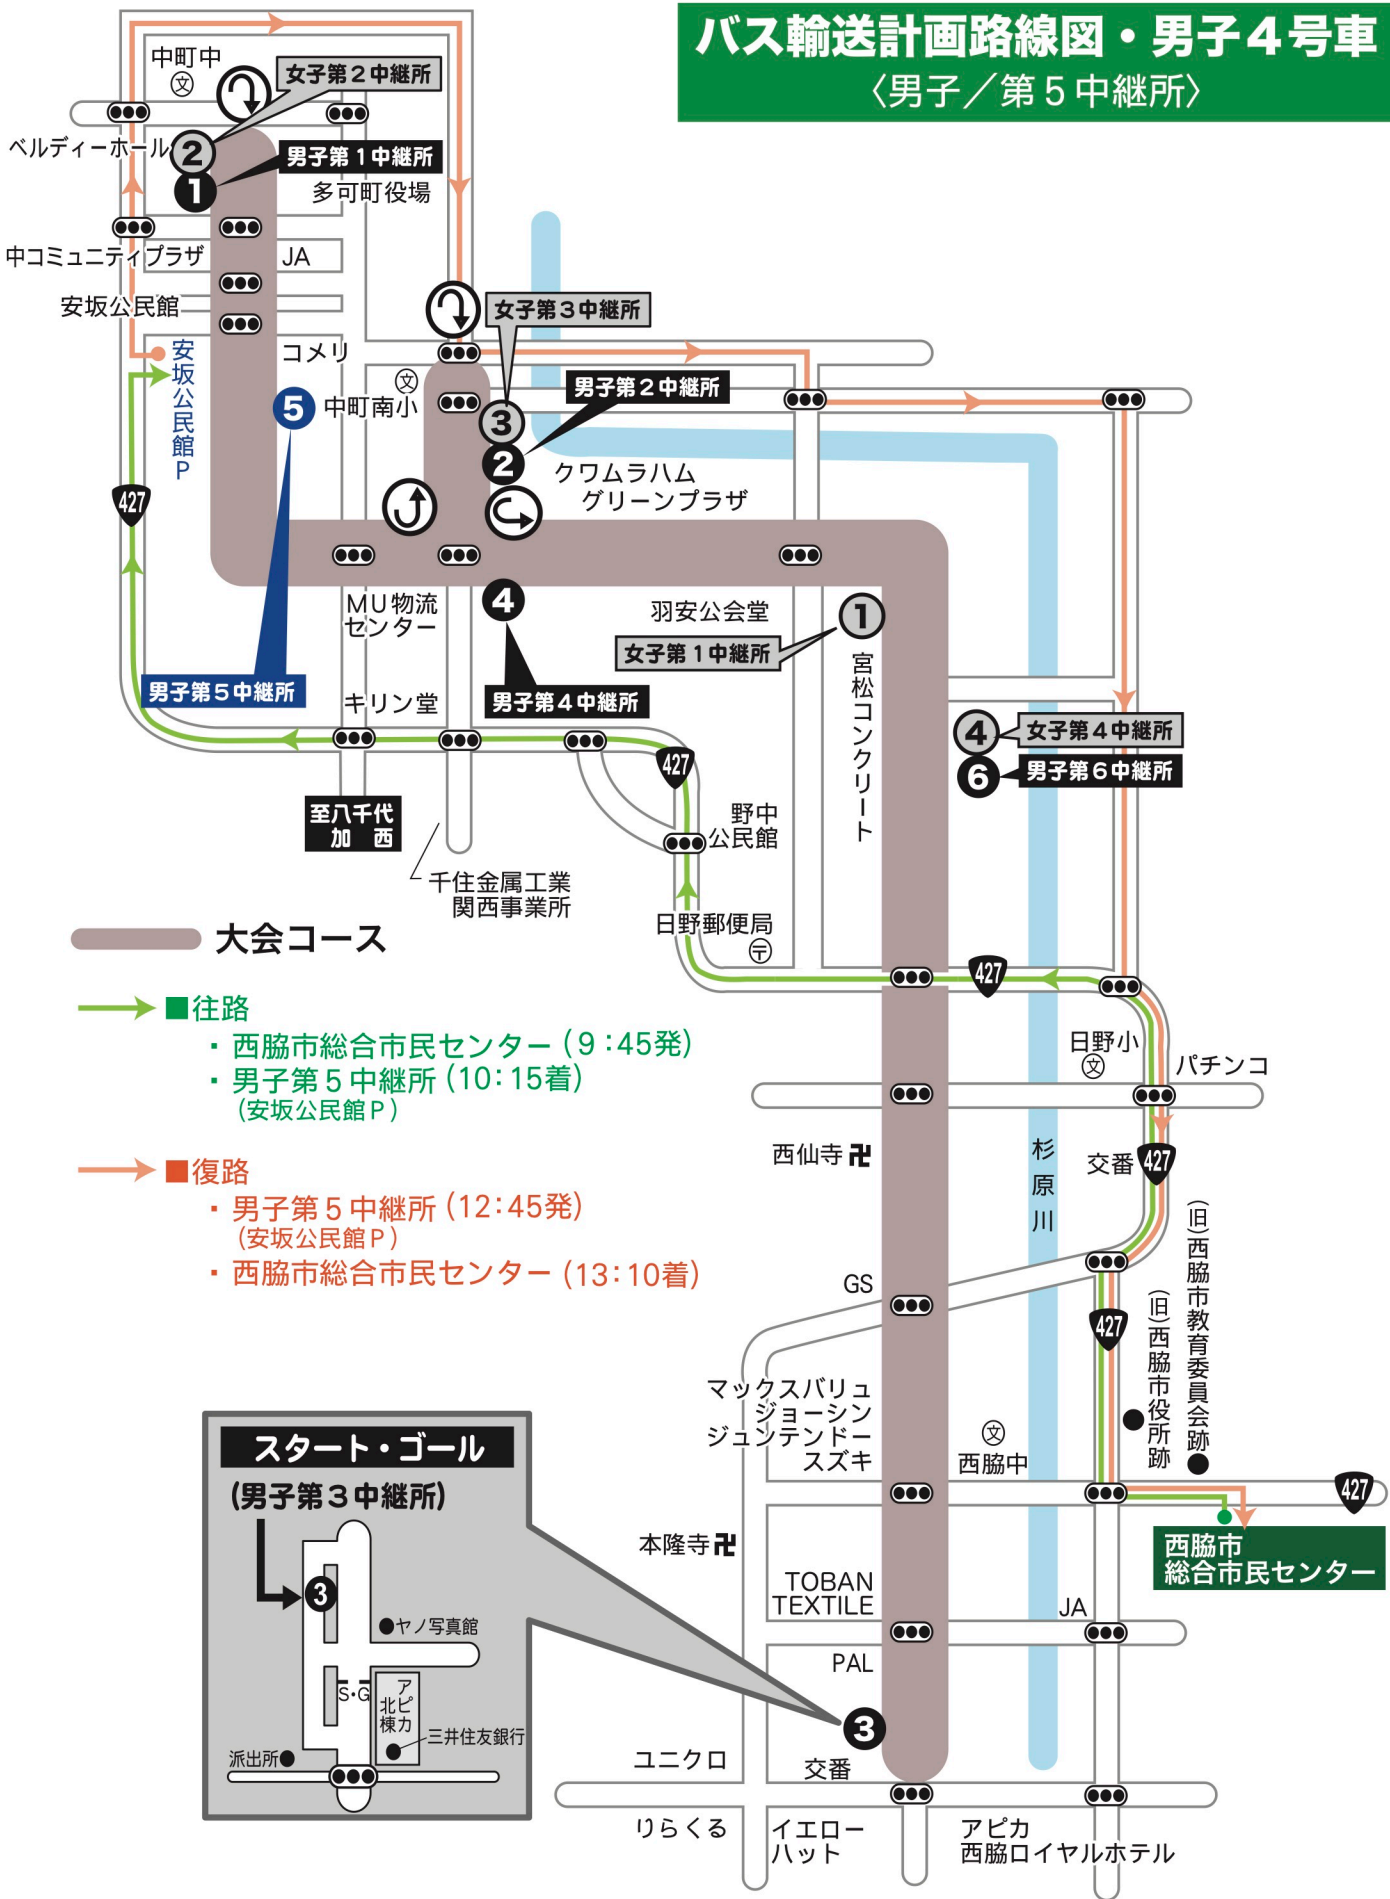 バス輸送計画路線図・男子4号車
〈男子／第5中継所〉
中町中
文
女子第2中継所
ベルディーホール
2
男子第1中継所
1
多可町役場
中コミュニティプラザ
JA
安坂公民館
女子第3中継所
コメリ
安坂公民館P
文
男子第2中継所
5
中町南小
3
2
クワムラハム
グリーンプラザ
427
MU物流
センター
4
羽安公会堂
1
女子第1中継所
宮松コンクリート
男子第5中継所
キリン堂
男子第4中継所
4
女子第4中継所
6
男子第6中継所
427
至八千代
加西
野中
公民館
千住金属工業
関西事業所
日野郵便局
〒
427
大会コース
■往路
・西脇市総合市民センター(9:45発)
・男子第5中継所(10:15着)
(安坂公民館P)
日野小
文
パチンコ
西仙寺卍
杉原川
交番
427
■復路
・男子第5中継所(12:45発)
(安坂公民館P)
・西脇市総合市民センター(13:10着)
GS
427
(旧)西脇市役所跡
(旧)西脇市教育委員会跡
マックスバリュ
ジョーシン
ジュンテンドー
スズキ
文
西脇中
427
西脇市
総合市民センター
スタート・ゴール
(男子第3中継所)
3
ヤノ写真館
S・G
アピカ
北棟
三井住友銀行
派出所
本隆寺卍
TOBAN
TEXTILE
JA
PAL
3
ユニクロ
交番
りらくる
イエロー
ハット
アピカ
西脇ロイヤルホテル